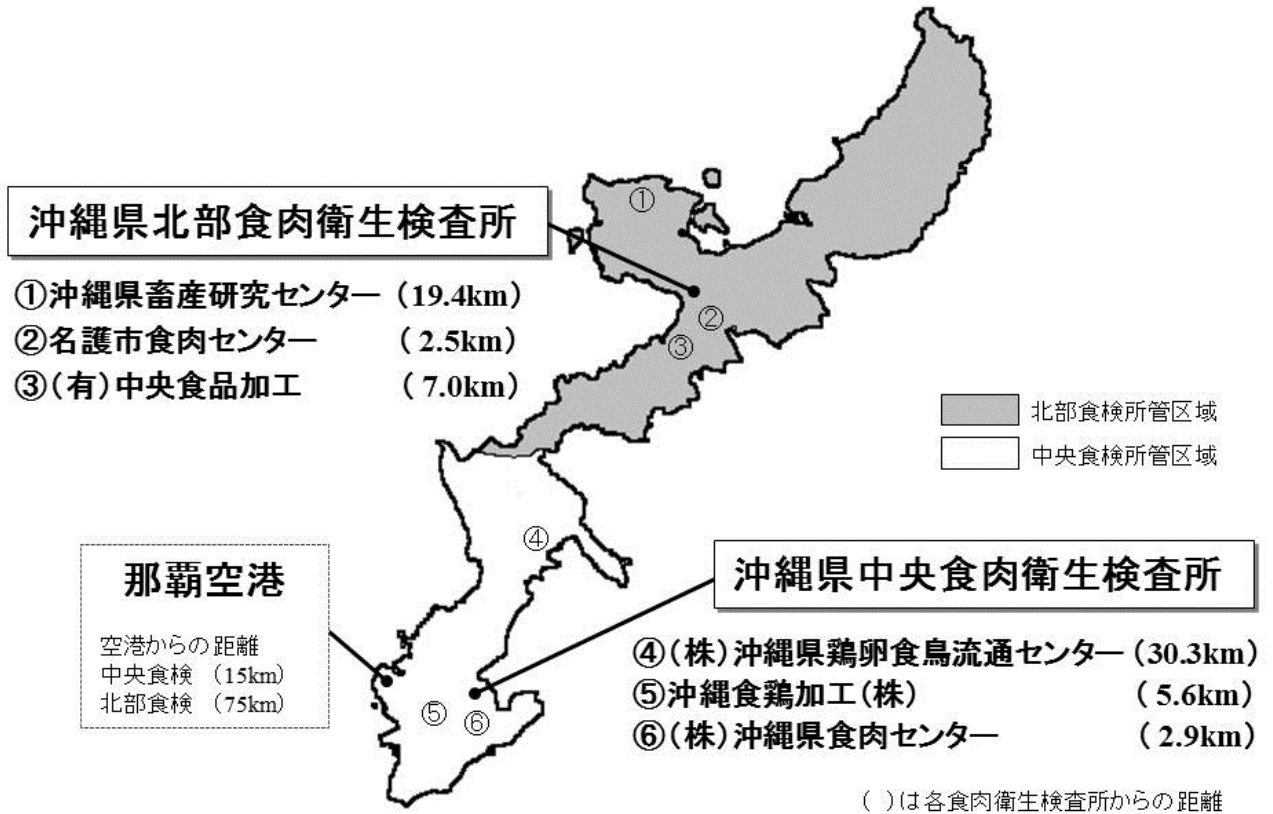 沖縄県北部食肉衛生検査所
①沖縄県畜産研究センター （19.4km）
②名護市食肉センター （ 2.5km）
③（有）中央食品加工 （ 7.0km）
①
②
③
北部食検所管区域
中央食検所管区域
④
那覇空港
空港からの距離
中央食検 （15km）
北部食検 （75km）
沖縄県中央食肉衛生検査所
④（株）沖縄県鶏卵食鳥流通センター （30.3km）
⑤沖縄食鶏加工（株） （ 5.6km）
⑥（株）沖縄県食肉センター （ 2.9km）
⑤
⑥
（ ）は各食肉衛生検査所からの距離